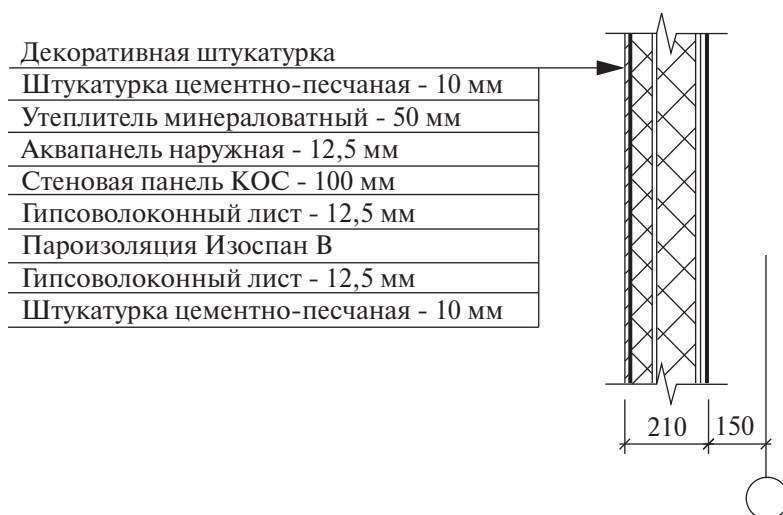 Декоративная штукатурка
Штукатурка цементно-песчаная - 10 мм
Утеплитель минераловатный - 50 мм
Аквапанель наружная - 12,5 мм
Стеновая панель КОС - 100 мм
Гипсоволоконный лист - 12,5 мм
Пароизоляция Изоспан В
Гипсоволоконный лист - 12,5 мм
Штукатурка цементно-песчаная - 10 мм
210 150